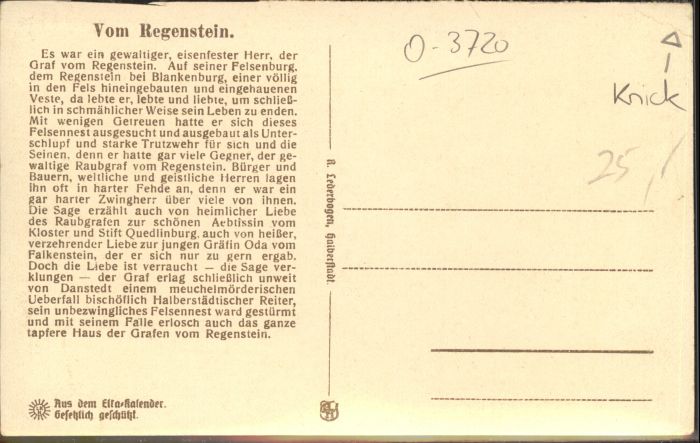 Vom Regenstein.
Es war ein gewaltiger, eisenfester Herr, der
Graf vom Regenstein. Auf seiner Felsenburg,
dem Regenstein bei Blankenburg, einer völlig
in den Fels hineingebauten und eingehauenen
Veste, da lebte er, lebte und liebte, um schließ-
lich in schmählicher Weise sein Leben zu enden.
Mit wenigen Getreuen hatte er sich dieses
Felsennest ausgesucht und ausgebaut als Unter-
schlupf und starke Trutzwehr für sich und die
Seinen, denn er hatte gar viele Gegner, der ge-
waltige Raubgraf vom Regenstein. Bürger und
Bauern, weltliche und geistliche Herren lagen
ihn oft in harter Fehde an, denn er war ein
gar harter Zwingherr über viele von ihnen.
Die Sage erzählt auch von heimlicher Liebe
des Raubgrafen zur schönen Aebtissin vom
Kloster und Stift Quedlinburg, auch von heißer,
verzehrender Liebe zur jungen Gräfin Oda vom
Falkenstein, der er sich nur zu gern ergab.
Doch die Liebe ist verraucht — die Sage ver-
klungen — der Graf erlag schließlich unweit
von Danstedt einem meuchelmörderischen
Ueberfall bischöflich Halberstädtischer Reiter,
sein unbezwingliches Felsennest ward gestürmt
und mit seinem Falle erlosch auch das ganze
tapfere Haus der Grafen vom Regenstein.
Aus dem Elka-Kalender.
Gesetzlich geschützt.
R. Lederbogen, Halberstadt.
O-3720
Knick
25,/